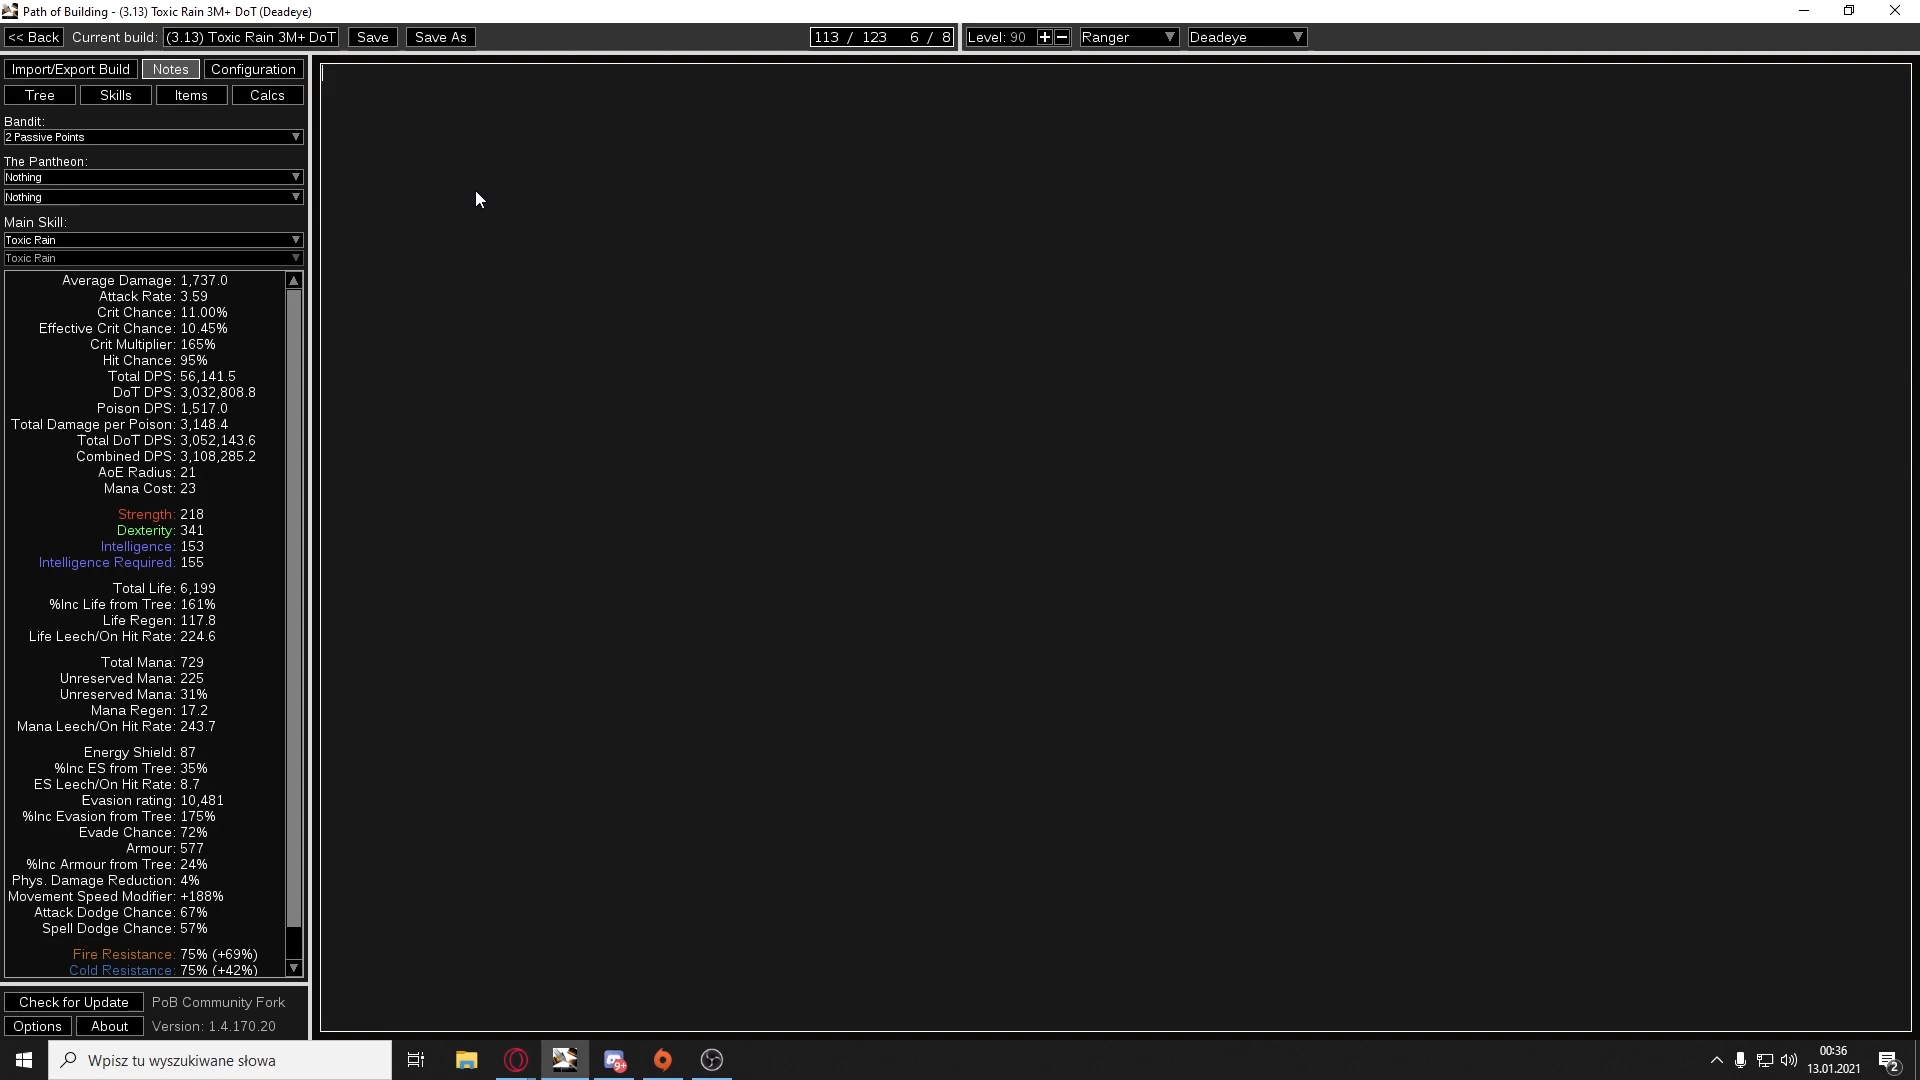 Path of Building - (3.13) Toxic Rain 3M+ DoT (Deadeye)
<< Back Current build: (3.13) Toxic Rain 3M+ DoT Save Save As 113 / 123 6 / 8 Level: 90 + - Ranger Deadeye
Import/Export Build Notes Configuration
Tree Skills Items Calcs
Bandit:
2 Passive Points
The Pantheon:
Nothing
Nothing
Main Skill:
Toxic Rain
Toxic Rain
Average Damage: 1,737.0
Attack Rate: 3.59
Crit Chance: 11.00%
Effective Crit Chance: 10.45%
Crit Multiplier: 165%
Hit Chance: 95%
Total DPS: 56,141.5
DoT DPS: 3,032,808.8
Poison DPS: 1,517.0
Total Damage per Poison: 3,148.4
Total DoT DPS: 3,052,143.6
Combined DPS: 3,108,285.2
AoE Radius: 21
Mana Cost: 23
Strength: 218
Dexterity: 341
Intelligence: 153
Intelligence Required: 155
Total Life: 6,199
%Inc Life from Tree: 161%
Life Regen: 117.8
Life Leech/On Hit Rate: 224.6
Total Mana: 729
Unreserved Mana: 225
Unreserved Mana: 31%
Mana Regen: 17.2
Mana Leech/On Hit Rate: 243.7
Energy Shield: 87
%Inc ES from Tree: 35%
ES Leech/On Hit Rate: 8.7
Evasion rating: 10,481
%Inc Evasion from Tree: 175%
Evade Chance: 72%
Armour: 577
%Inc Armour from Tree: 24%
Phys. Damage Reduction: 4%
Movement Speed Modifier: +188%
Attack Dodge Chance: 67%
Spell Dodge Chance: 57%
Fire Resistance: 75% (+69%)
Cold Resistance: 75% (+42%)
Check for Update PoB Community Fork
Options About Version: 1.4.170.20
Wpisz tu wyszukiwane słowa
9+
00:36
13.01.2021
2